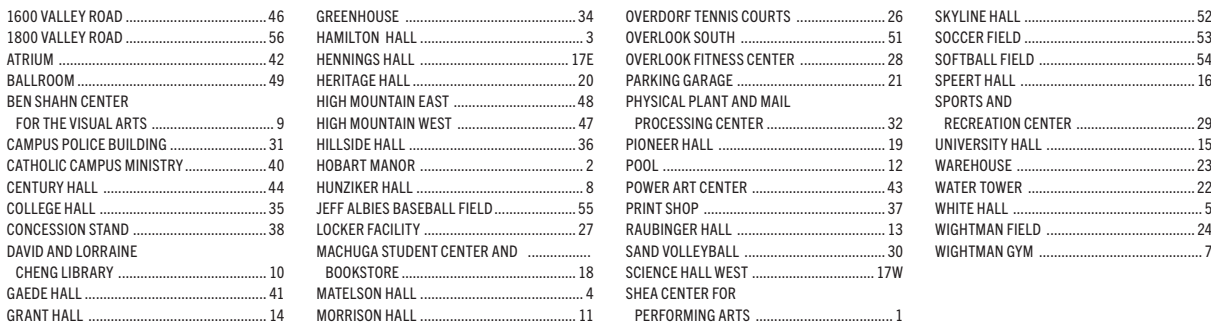 1600 VALLEY ROAD ........ 46
1800 VALLEY ROAD ........ 56
ATRIUM ........ 42
BALLROOM ........ 49
BEN SHAHN CENTER
FOR THE VISUAL ARTS ........ 9
CAMPUS POLICE BUILDING ........ 31
CATHOLIC CAMPUS MINISTRY ........ 40
CENTURY HALL ........ 44
COLLEGE HALL ........ 35
CONCESSION STAND ........ 38
DAVID AND LORRAINE
CHENG LIBRARY ........ 10
GAEDE HALL ........ 41
GRANT HALL ........ 14
GREENHOUSE ........ 34
HAMILTON HALL ........ 3
HENNINGS HALL ........ 17E
HERITAGE HALL ........ 20
HIGH MOUNTAIN EAST ........ 48
HIGH MOUNTAIN WEST ........ 47
HILLSIDE HALL ........ 36
HOBART MANOR ........ 2
HUNZIKER HALL ........ 8
JEFF ALBIES BASEBALL FIELD ........ 55
LOCKER FACILITY ........ 27
MACHUGA STUDENT CENTER AND ........
BOOKSTORE ........ 18
MATELSON HALL ........ 4
MORRISON HALL ........ 11
OVERDORF TENNIS COURTS ........ 26
OVERLOOK SOUTH ........ 51
OVERLOOK FITNESS CENTER ........ 28
PARKING GARAGE ........ 21
PHYSICAL PLANT AND MAIL
PROCESSING CENTER ........ 32
PIONEER HALL ........ 19
POOL ........ 12
POWER ART CENTER ........ 43
PRINT SHOP ........ 37
RAUBINGER HALL ........ 13
SAND VOLLEYBALL ........ 30
SCIENCE HALL WEST ........ 17W
SHEA CENTER FOR
PERFORMING ARTS ........ 1
SKYLINE HALL ........ 52
SOCCER FIELD ........ 53
SOFTBALL FIELD ........ 54
SPEERT HALL ........ 16
SPORTS AND
RECREATION CENTER ........ 29
UNIVERSITY HALL ........ 15
WAREHOUSE ........ 23
WATER TOWER ........ 22
WHITE HALL ........ 5
WIGHTMAN FIELD ........ 24
WIGHTMAN GYM ........ 7